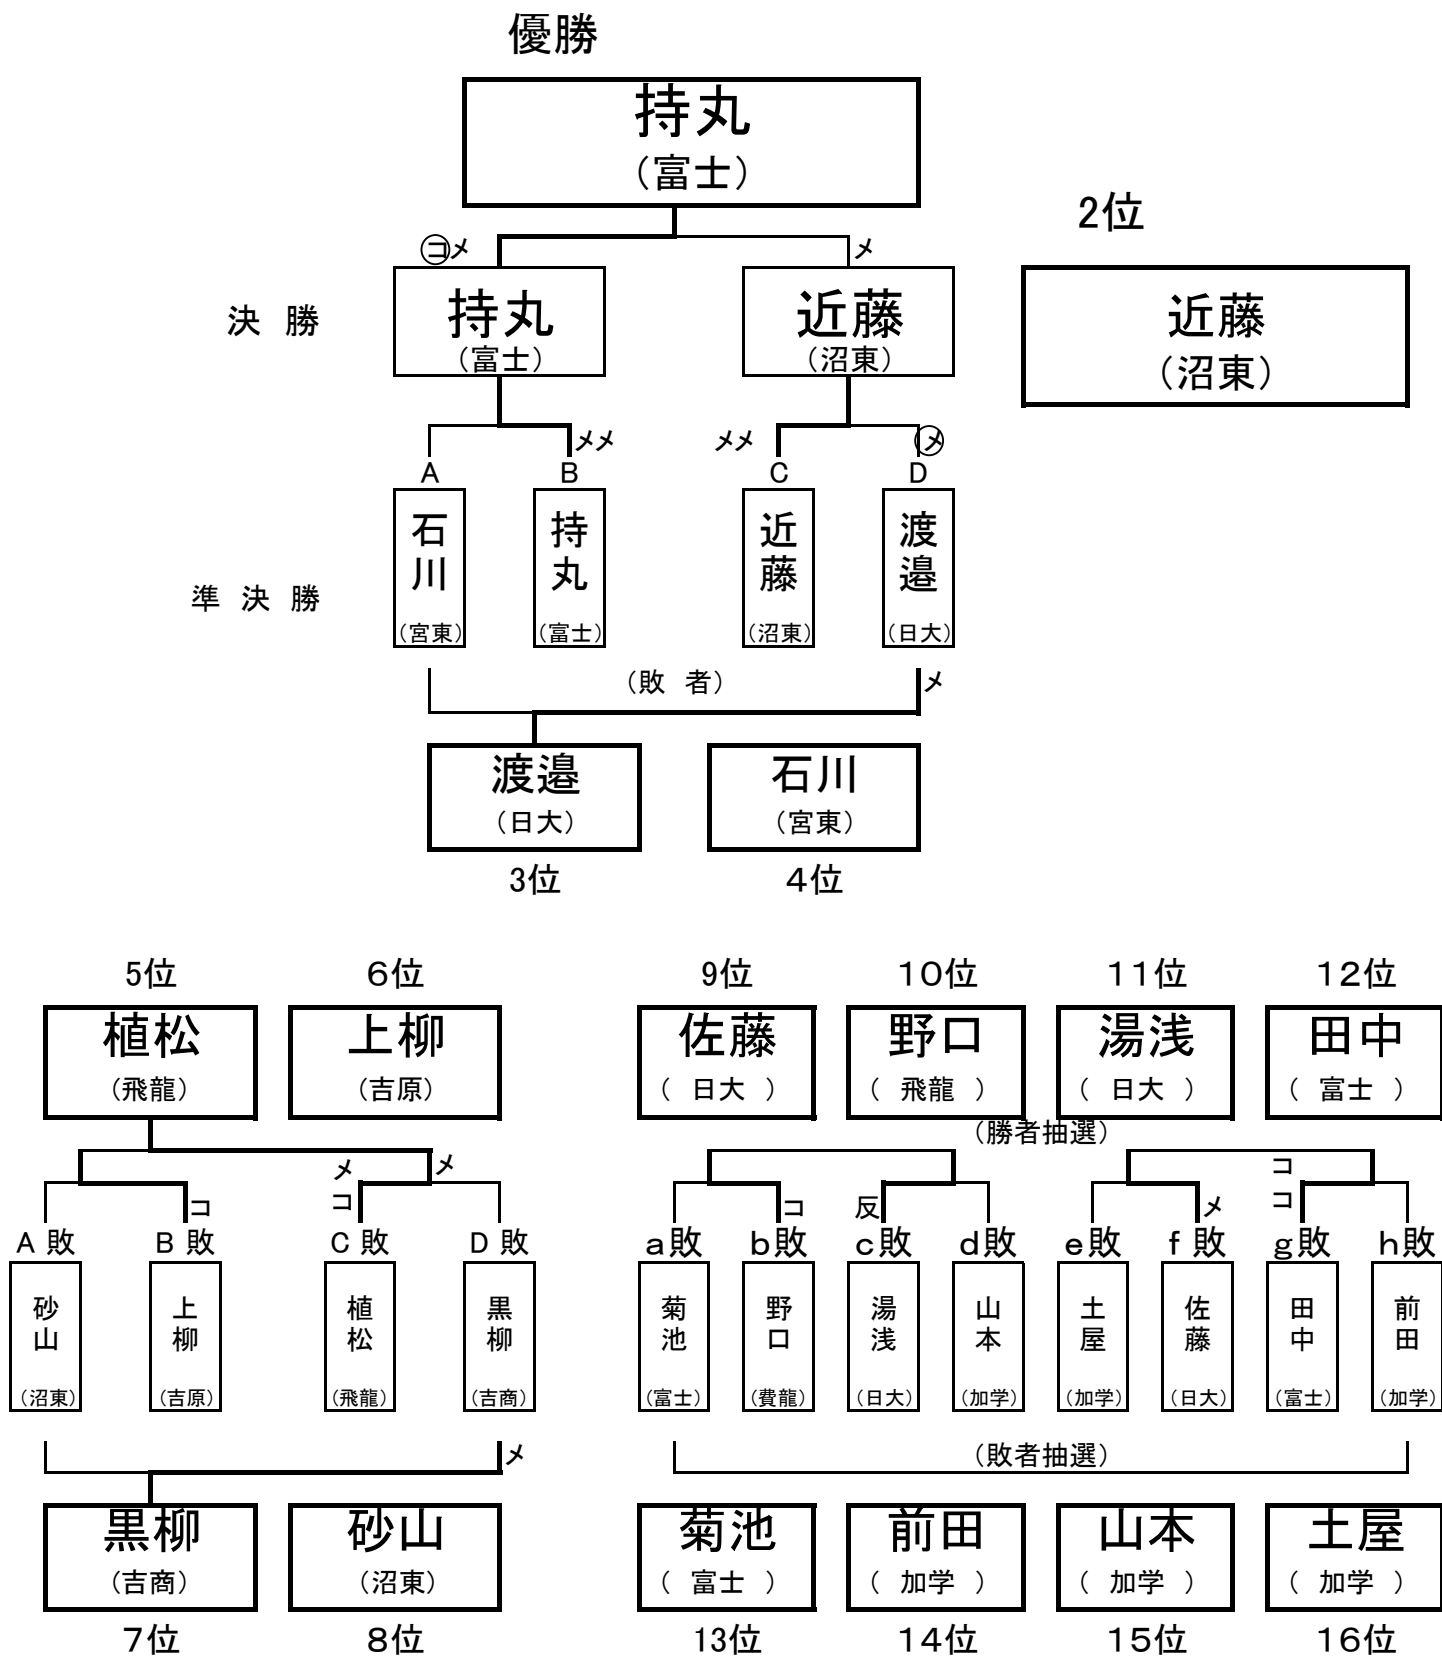 優勝
持丸
（富士）
2位
㋙メ
メ
決 勝
持丸
（富士）
近藤
（沼東）
近藤
（沼東）
メメ
メメ
㋱
A
B
C
D
準 決 勝
石川
（宮東）
持丸
（富士）
近藤
（沼東）
渡邉
（日大）
（敗 者）
メ
渡邉
（日大）
石川
（宮東）
3位
４位
5位
６位
9位
１０位
１１位
１２位
植松
（飛龍）
上柳
（吉原）
佐藤
（ 日大 ）
野口
（ 飛龍 ）
湯浅
（ 日大 ）
田中
（ 富士 ）
（勝者抽選）
コ
メ
コ
メ
コ
反
メ
コ
コ
A 敗
B 敗
C 敗
D 敗
a敗
b敗
c敗
d敗
e敗
f 敗
g敗
h敗
砂山
（沼東）
上柳
（吉原）
植松
（飛龍）
黒柳
（吉商）
菊池
（富士）
野口
（費龍）
湯浅
（日大）
山本
（加学）
土屋
（加学）
佐藤
（日大）
田中
（富士）
前田
（加学）
メ
（敗者抽選）
黒柳
（吉商）
砂山
（沼東）
菊池
（ 富士 ）
前田
（ 加学 ）
山本
（ 加学 ）
土屋
（ 加学 ）
７位
８位
13位
１４位
１５位
１６位